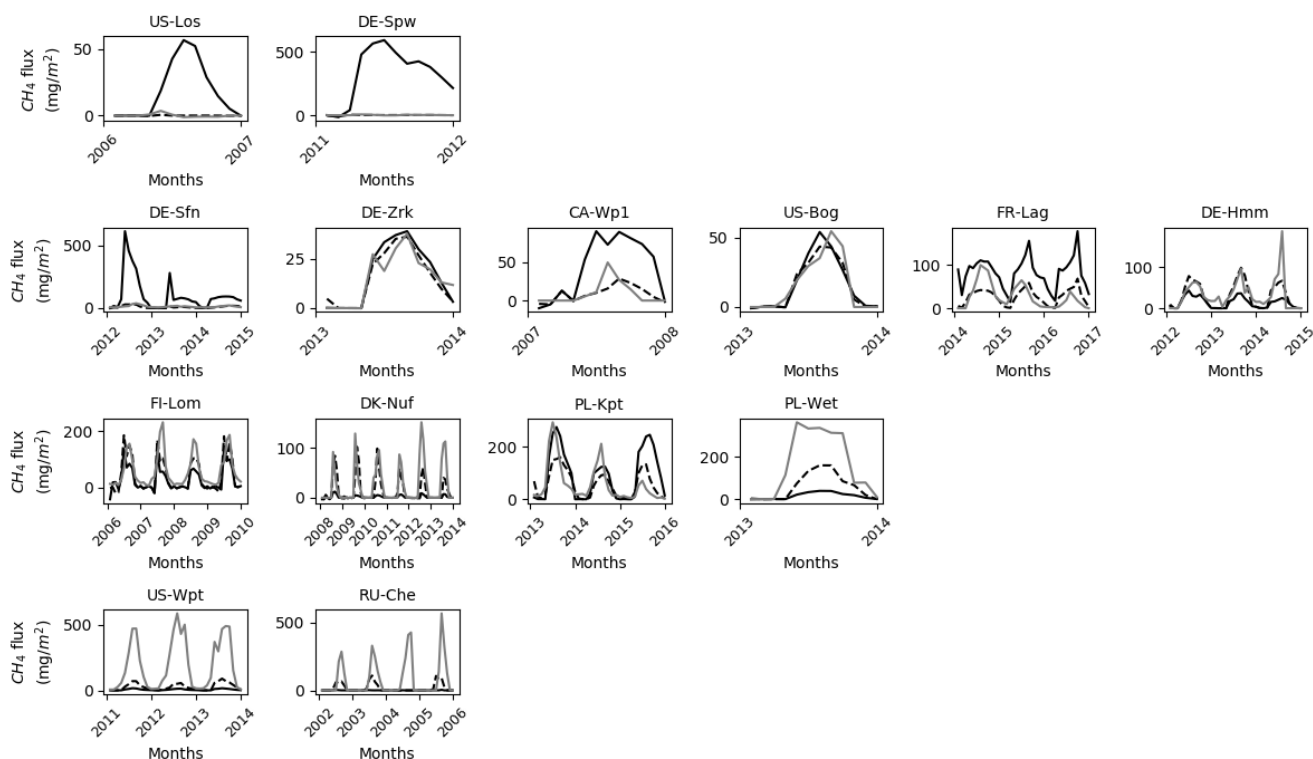 US-Los DE-Spw
CH₄ flux
(mg/m²)
50
0
500
0
2006 2007 2011 2012
Months Months
DE-Sfn DE-Zrk CA-Wp1 US-Bog FR-Lag DE-Hmm
CH₄ flux
(mg/m²)
500
0
25
0
50
0
50
0
100
0
100
0
2012 2013 2014 2015 2013 2014 2007 2008 2013 2014 2014 2015 2016 2017 2012 2013 2014 2015
Months Months Months Months Months Months
FI-Lom DK-Nuf PL-Kpt PL-Wet
CH₄ flux
(mg/m²)
200
0
100
0
200
0
200
0
2006 2007 2008 2009 2010 2008 2009 2010 2011 2012 2013 2014 2013 2014 2015 2016 2013 2014
Months Months Months Months
US-Wpt RU-Che
CH₄ flux
(mg/m²)
500
0
500
0
2011 2012 2013 2014 2002 2003 2004 2005 2006
Months Months